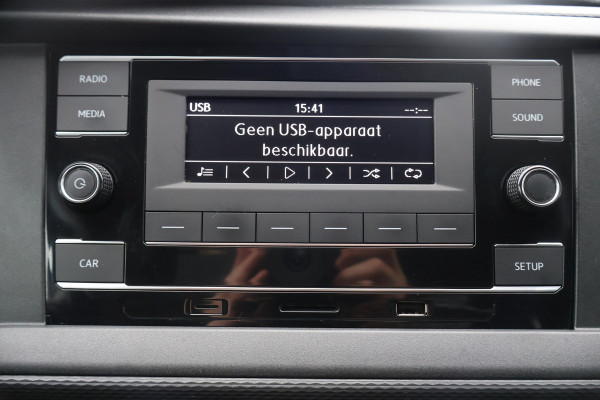 RADIO
MEDIA
CAR
USB 15:41 --:--
Geen USB-apparaat
beschikbaar.
PHONE
SOUND
SETUP